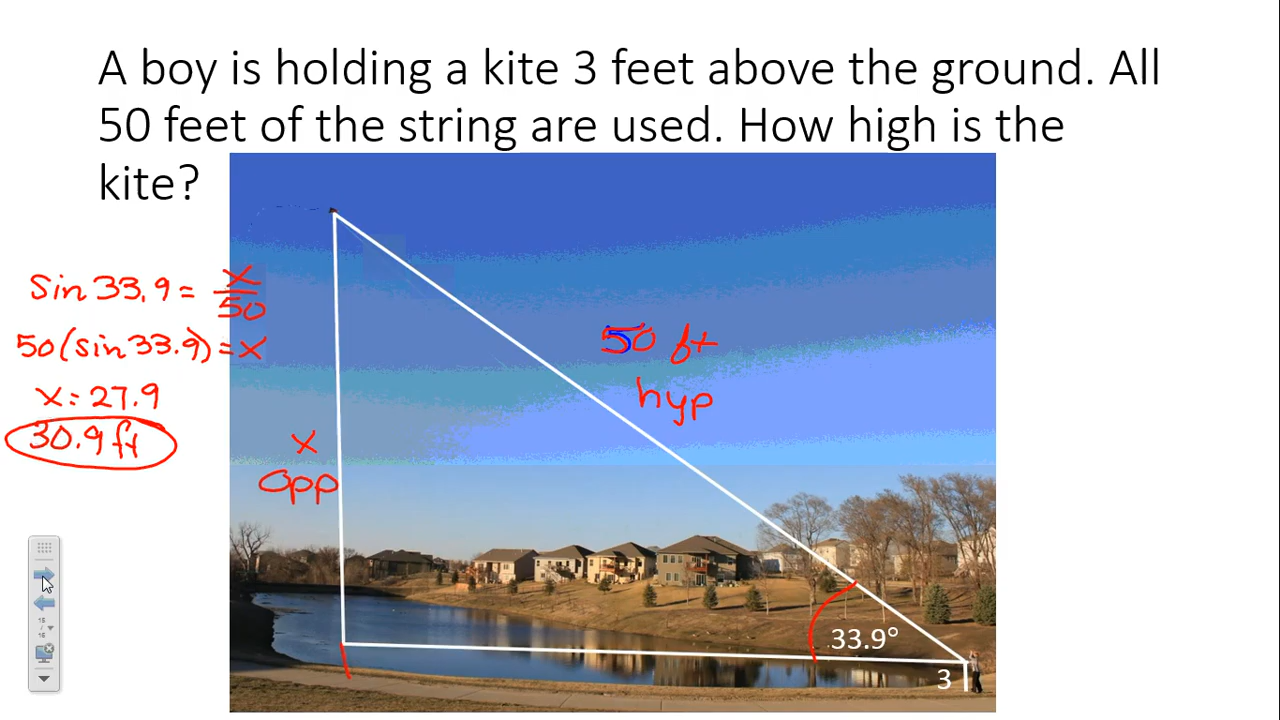 A boy is holding a kite 3 feet above the ground. All
50 feet of the string are used. How high is the
kite?
sin 33.9 = x/50
50(sin 33.9) = x
x = 27.9
30.9 ft
50 ft
hyp
x
opp
33.9°
3
15
/
15